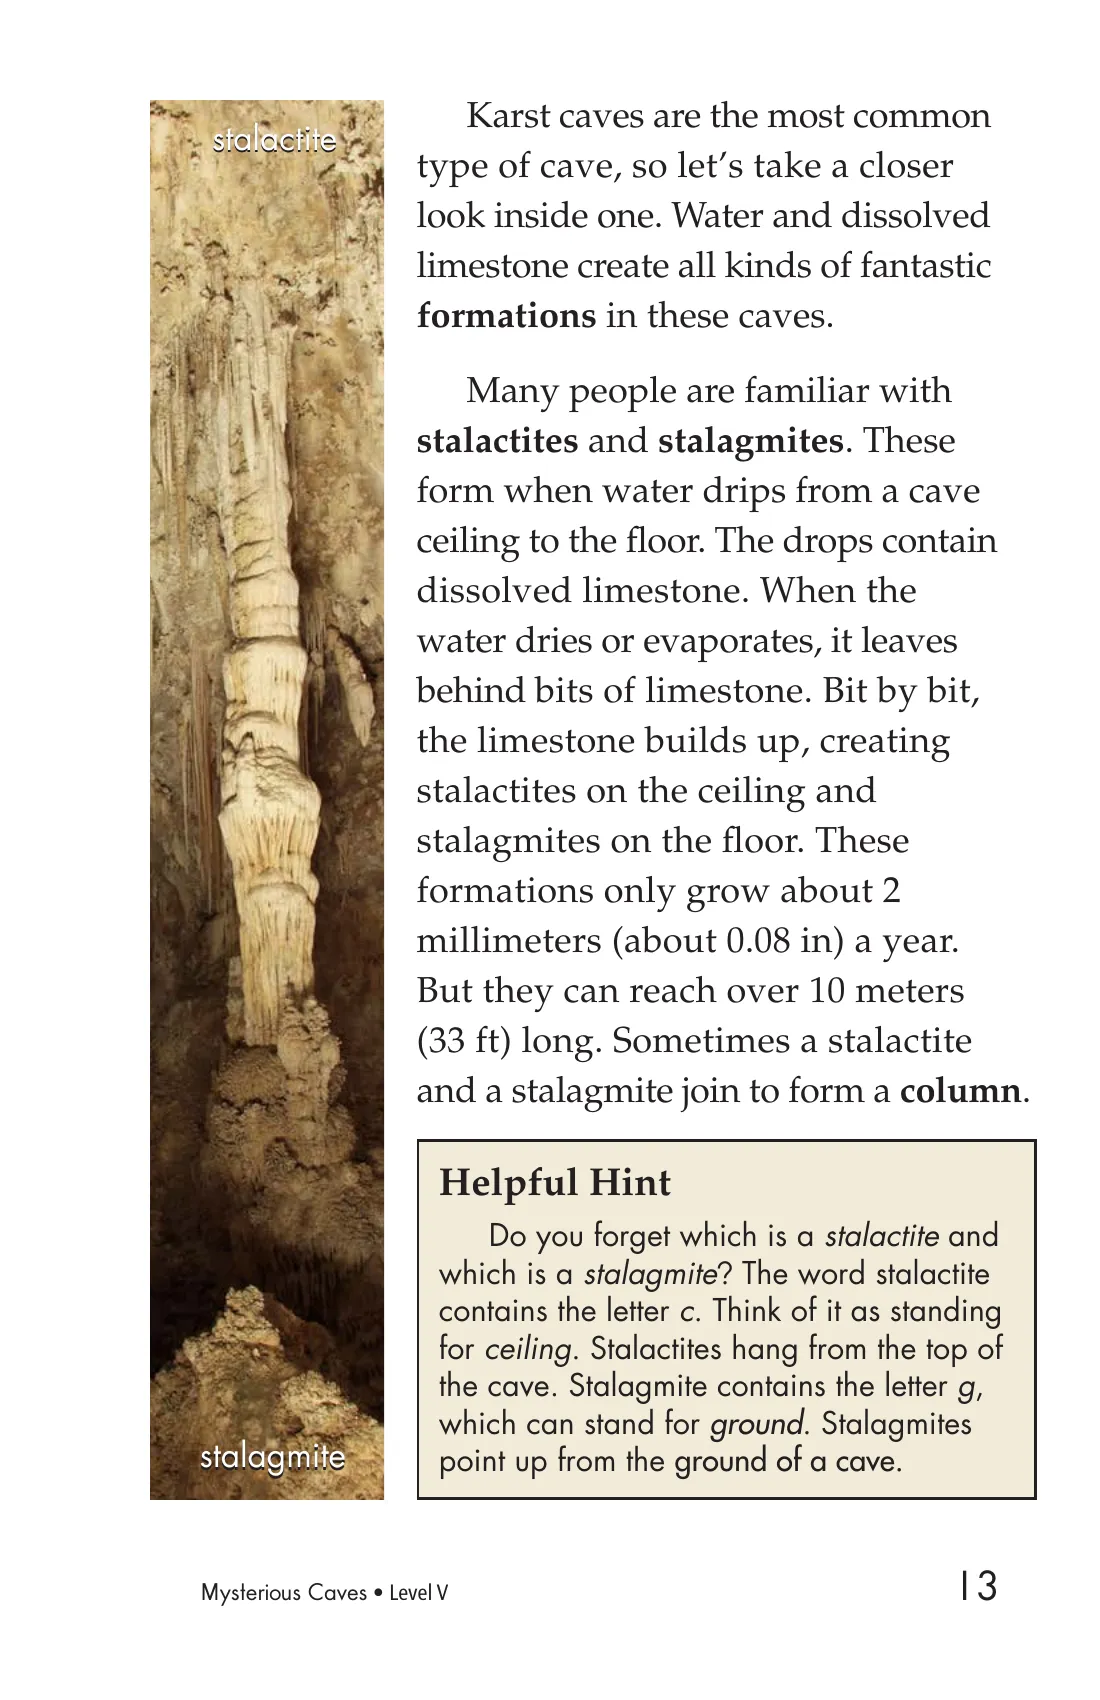 stalactite
stalagmite
Karst caves are the most common
type of cave, so let’s take a closer
look inside one. Water and dissolved
limestone create all kinds of fantastic
formations in these caves.
Many people are familiar with
stalactites and stalagmites. These
form when water drips from a cave
ceiling to the floor. The drops contain
dissolved limestone. When the
water dries or evaporates, it leaves
behind bits of limestone. Bit by bit,
the limestone builds up, creating
stalactites on the ceiling and
stalagmites on the floor. These
formations only grow about 2
millimeters (about 0.08 in) a year.
But they can reach over 10 meters
(33 ft) long. Sometimes a stalactite
and a stalagmite join to form a column.
Helpful Hint
Do you forget which is a stalactite and
which is a stalagmite? The word stalactite
contains the letter c. Think of it as standing
for ceiling. Stalactites hang from the top of
the cave. Stalagmite contains the letter g,
which can stand for ground. Stalagmites
point up from the ground of a cave.
Mysterious Caves • Level V
13